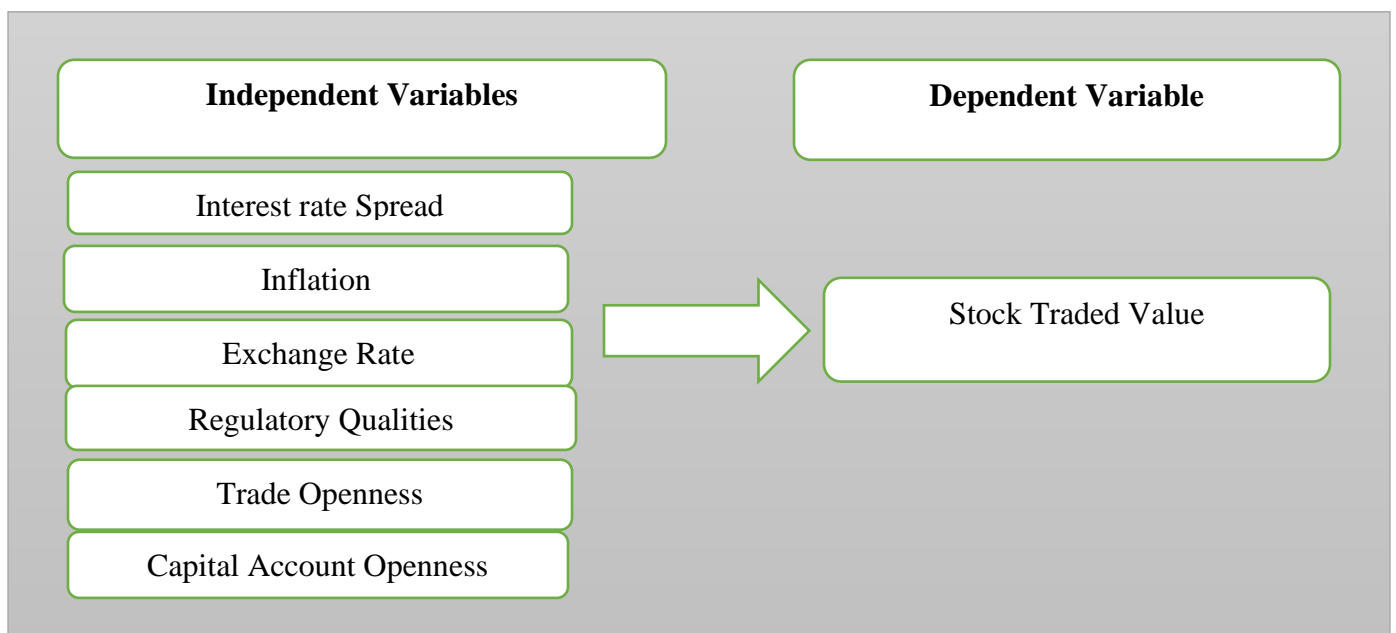 Independent Variables
Dependent Variable
Interest rate Spread
Inflation
Exchange Rate
Regulatory Qualities
Trade Openness
Capital Account Openness
Stock Traded Value